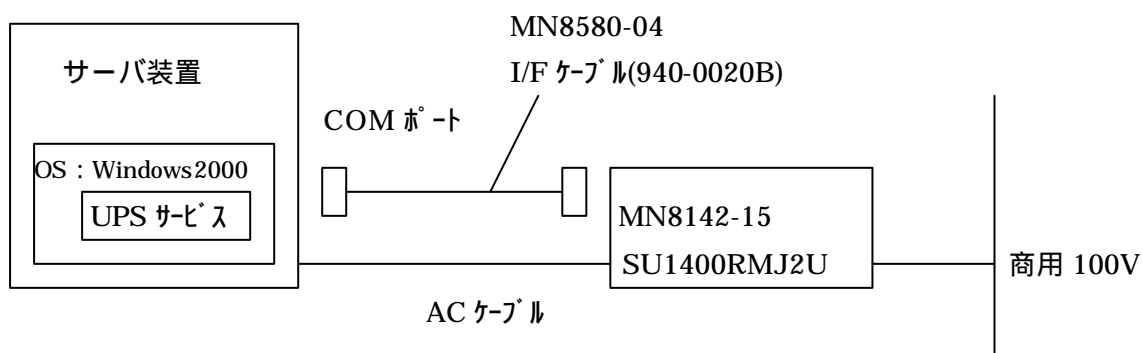 MN8580-04
I/F ｹｰﾌﾞﾙ(940-0020B)
サーバ装置
COM ﾎﾟｰﾄ
OS：Windows2000
UPS ｻｰﾋﾞｽ
MN8142-15
SU1400RMJ2U
商用 100V
AC ｹｰﾌﾞﾙ